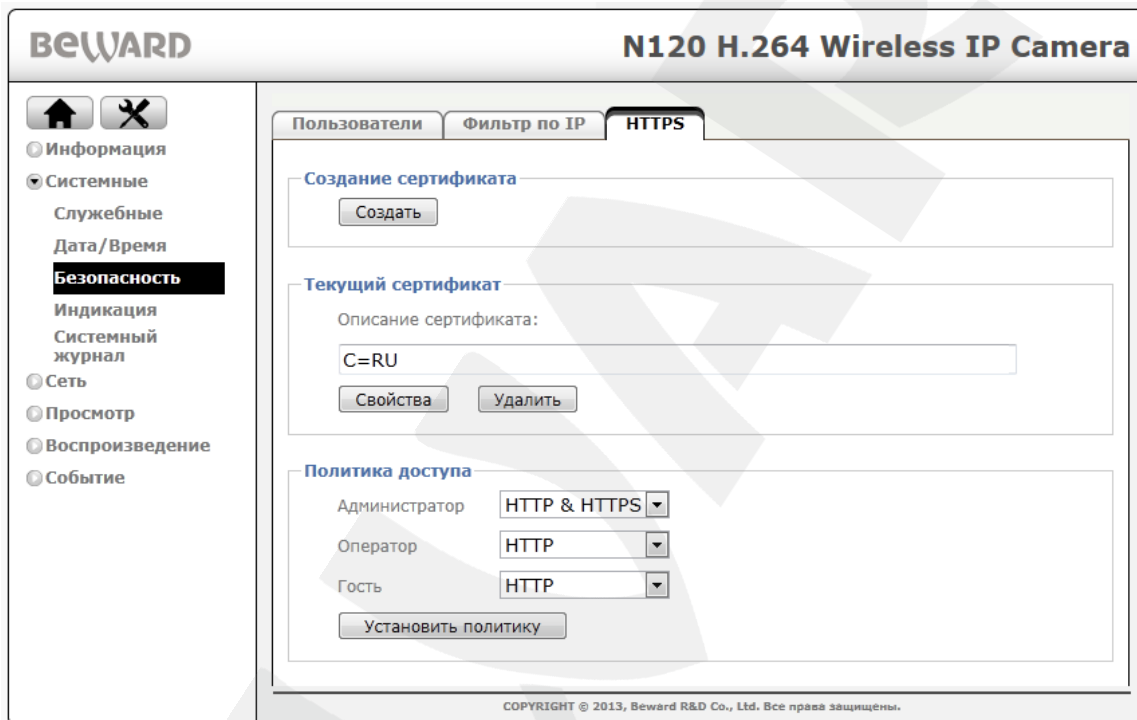 BEWARD
N120 H.264 Wireless IP Camera
Информация
Системные
Служебные
Дата/Время
Безопасность
Индикация
Системный
журнал
Сеть
Просмотр
Воспроизведение
Событие
Пользователи Фильтр по IP HTTPS
Создание сертификата
Создать
Текущий сертификат
Описание сертификата:
C=RU
Свойства Удалить
Политика доступа
Администратор HTTP & HTTPS
Оператор HTTP
Гость HTTP
Установить политику
COPYRIGHT © 2013, Beward R&D Co., Ltd. Все права защищены.